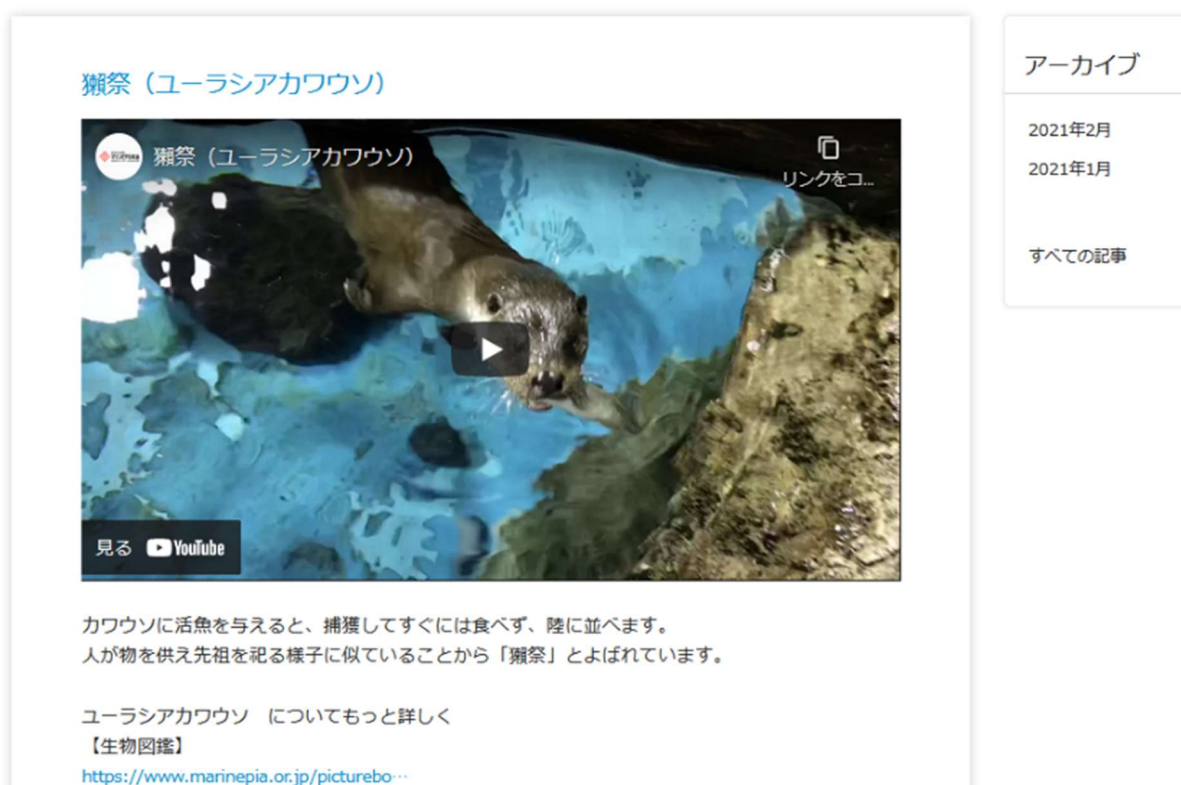 獺祭（ユーラシアカワウソ）
獺祭（ユーラシアカワウソ）
リンクをコ...
見る YouTube
カワウソに活魚を与えると、捕獲してすぐには食べず、陸に並べます。
人が物を供え先祖を祀る様子に似ていることから「獺祭」とよばれています。
ユーラシアカワウソ　についてもっと詳しく
【生物図鑑】
https://www.marinepia.or.jp/picturebo…
アーカイブ
2021年2月
2021年1月
すべての記事